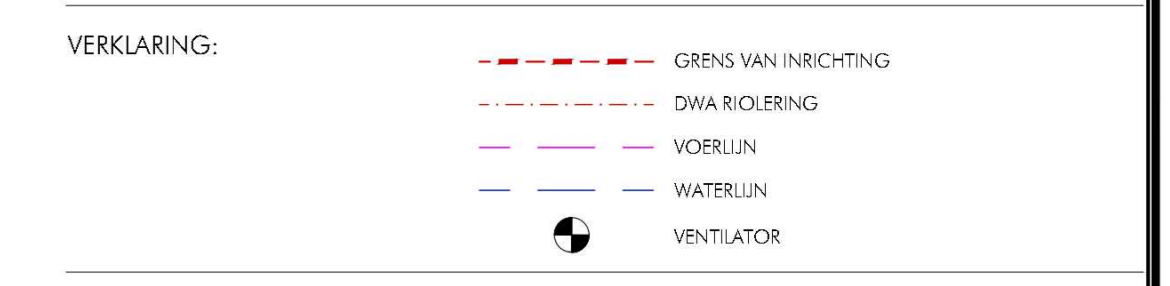 VERKLARING:
GRENS VAN INRICHTING
DWA RIOLERING
VOERLIJN
WATERLIJN
VENTILATOR